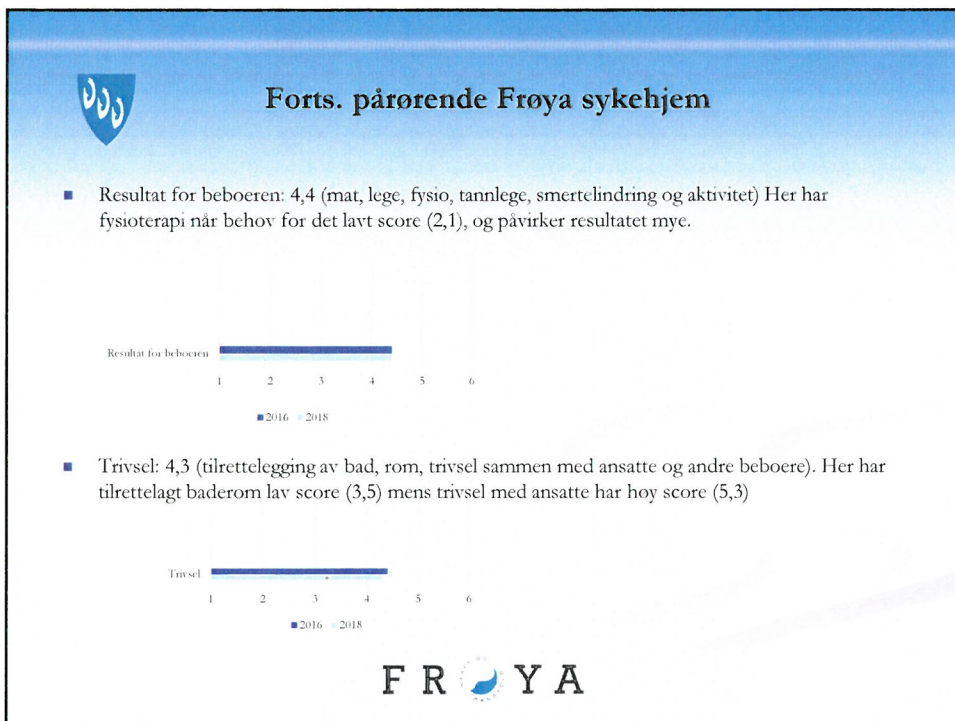 Forts. pårørende Frøya sykehjem
Resultat for beboeren: 4,4 (mat, lege, fysio, tannlege, smertelindring og aktivitet) Her har
fysioterapi når behov for det lavt score (2,1), og påvirker resultatet mye.
Resultat for beboeren
1 2 3 4 5 6
2016 2018
Trivsel: 4,3 (tilrettelegging av bad, rom, trivsel sammen med ansatte og andre beboere). Her har
tilrettelagt baderom lav score (3,5) mens trivsel med ansatte har høy score (5,3)
Trivsel
1 2 3 4 5 6
2016 2018
FRØYA